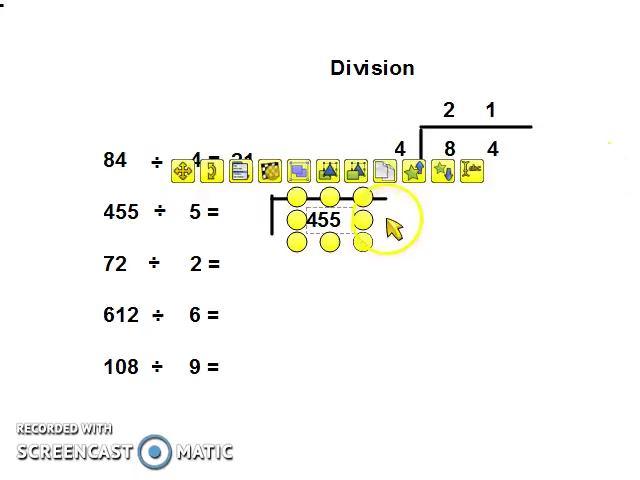 Division
2 1
4 8 4
84 ÷ 4 = 21
455 ÷ 5 =
455
72 ÷ 2 =
612 ÷ 6 =
108 ÷ 9 =
abc
RECORDED WITH
SCREENCAST MATIC